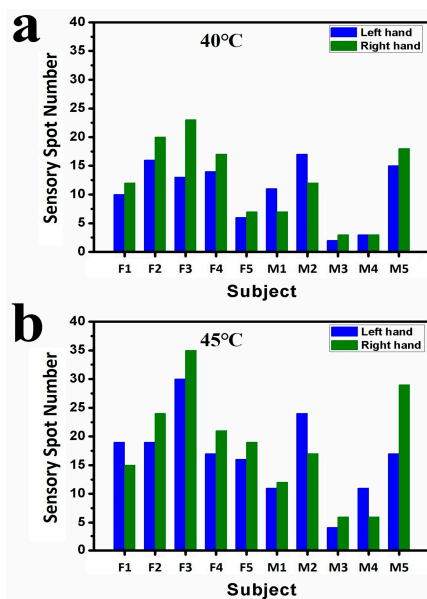 a
40°C
Left hand
Right hand
Sensory Spot Number
40
35
30
25
20
15
10
5
0
F1 F2 F3 F4 F5 M1 M2 M3 M4 M5
Subject
b
45°C
Left hand
Right hand
Sensory Spot Number
40
35
30
25
20
15
10
5
0
F1 F2 F3 F4 F5 M1 M2 M3 M4 M5
Subject